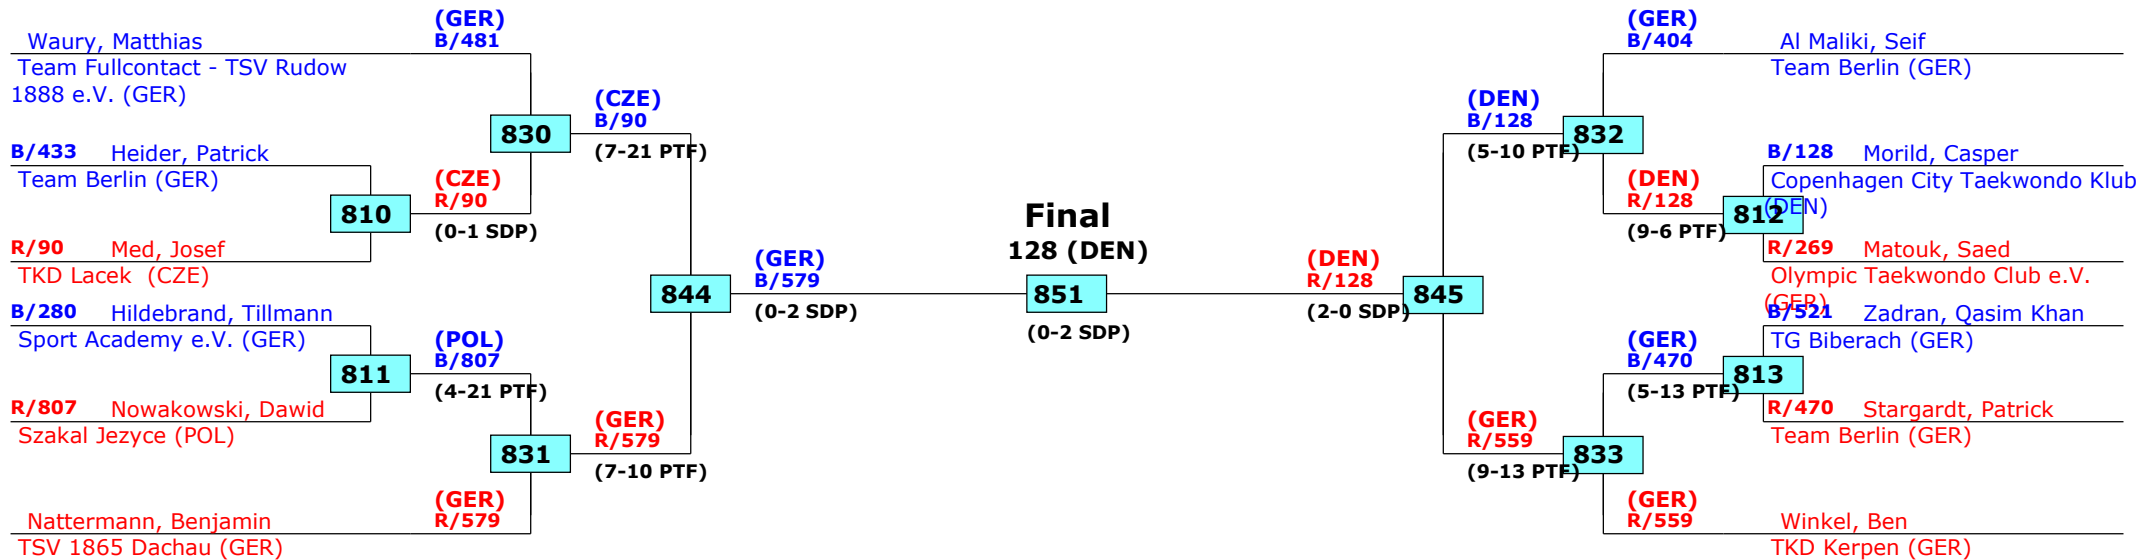 (GER)
Waury, Matthias
B/481
Team Fullcontact - TSV Rudow
1888 e.V. (GER)
(CZE)
830
B/90
(7-21 PTF)
B/433 Heider, Patrick
Team Berlin (GER)
(CZE)
810
R/90
(0-1 SDP)
R/90 Med, Josef
TKD Lacek (CZE)
(GER)
844
B/579
(0-2 SDP)
B/280 Hildebrand, Tillmann
Sport Academy e.V. (GER)
(POL)
811
B/807
(4-21 PTF)
R/807 Nowakowski, Dawid
Szakal Jezyce (POL)
(GER)
831
R/579
(7-10 PTF)
(GER)
Nattermann, Benjamin
R/579
TSV 1865 Dachau (GER)
Final
128 (DEN)
851
(0-2 SDP)
(GER)
B/404
Al Maliki, Seif
Team Berlin (GER)
(DEN)
B/128
832
(5-10 PTF)
B/128 Morild, Casper
Copenhagen City Taekwondo Klub
(DEN)
(DEN)
R/128
812
(9-6 PTF)
R/269 Matouk, Saed
Olympic Taekwondo Club e.V.
(GER)
(DEN)
R/128
845
(2-0 SDP)
B/521 Zadran, Qasim Khan
TG Biberach (GER)
(GER)
B/470
813
(5-13 PTF)
R/470 Stargardt, Patrick
Team Berlin (GER)
(GER)
R/559
833
(9-13 PTF)
(GER)
R/559
Winkel, Ben
TKD Kerpen (GER)